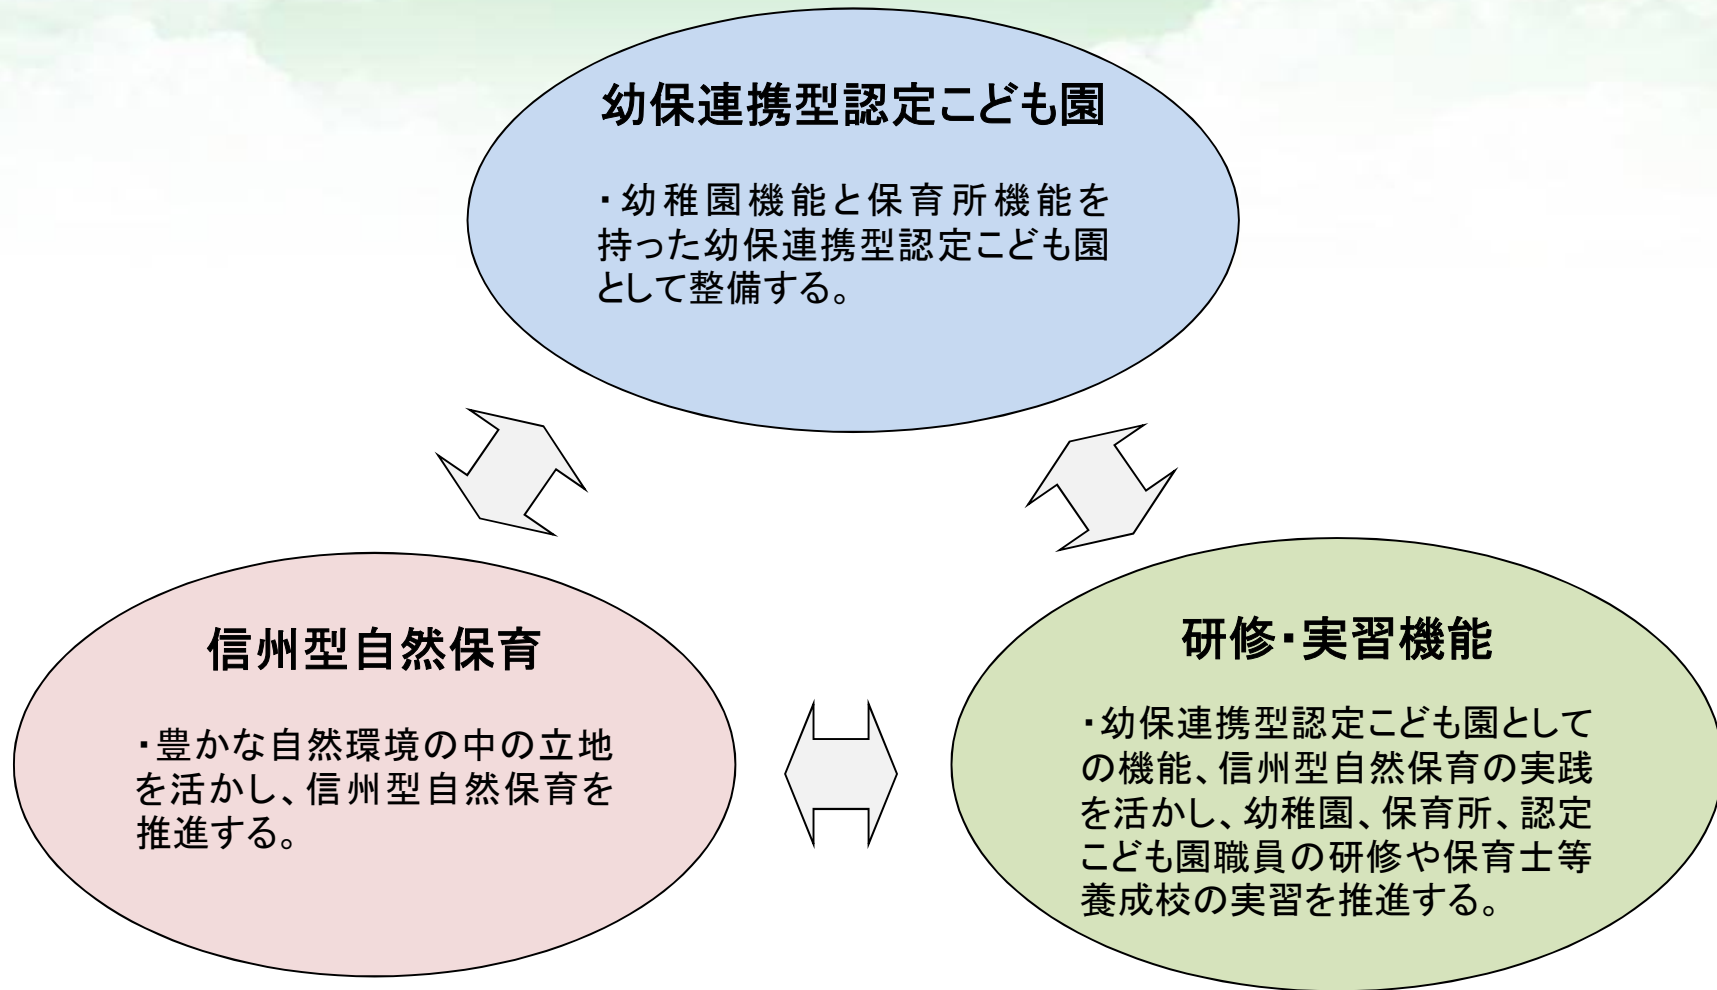 幼保連携型認定こども園
・幼稚園機能と保育所機能を
持った幼保連携型認定こども園
として整備する。
信州型自然保育
・豊かな自然環境の中の立地
を活かし、信州型自然保育を
推進する。
研修・実習機能
・幼保連携型認定こども園として
の機能、信州型自然保育の実践
を活かし、幼稚園、保育所、認定
こども園職員の研修や保育士等
養成校の実習を推進する。